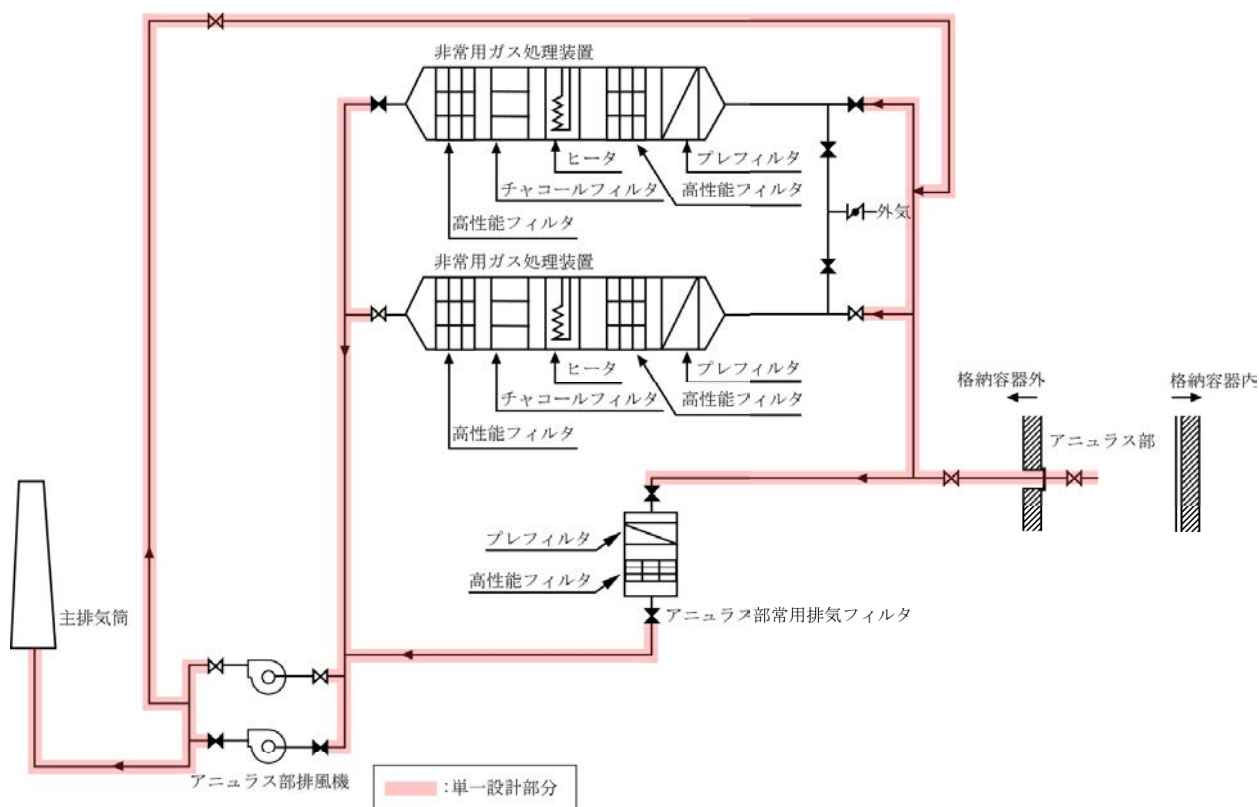 非常用ガス処理装置
ヒータ
プレフィルタ
チャコールフィルタ
高性能フィルタ
高性能フィルタ
外気
非常用ガス処理装置
ヒータ
プレフィルタ
チャコールフィルタ
高性能フィルタ
高性能フィルタ
格納容器外
格納容器内
アニュラス部
プレフィルタ
高性能フィルタ
アニュラス部常用排気フィルタ
主排気筒
アニュラス部排風機
:単一設計部分